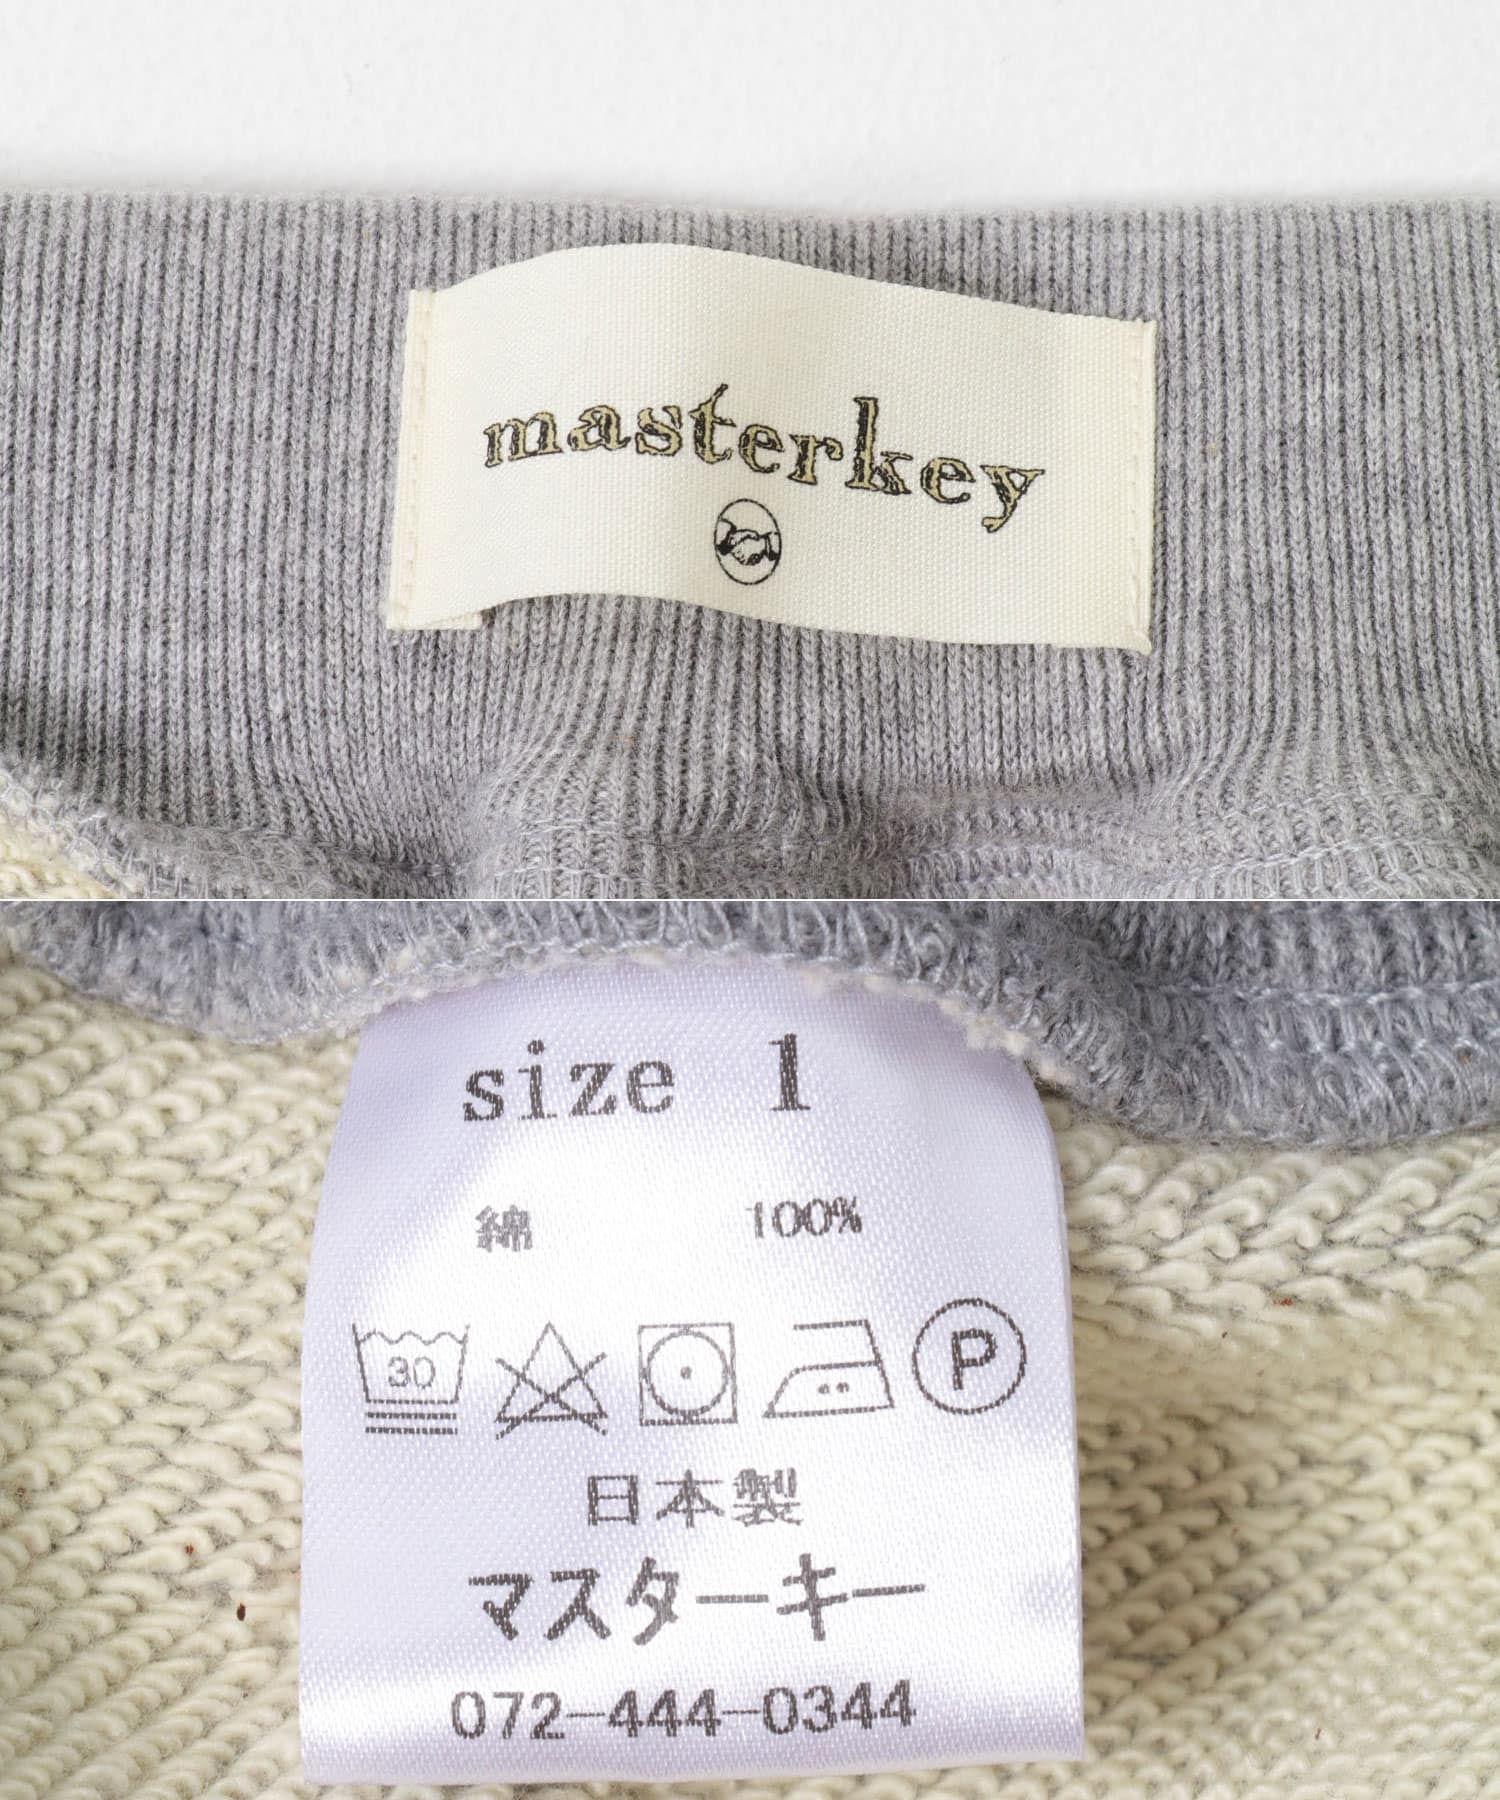 masterkey
size 1
綿 100%
30 P
日本製
マスターキー
072-444-0344